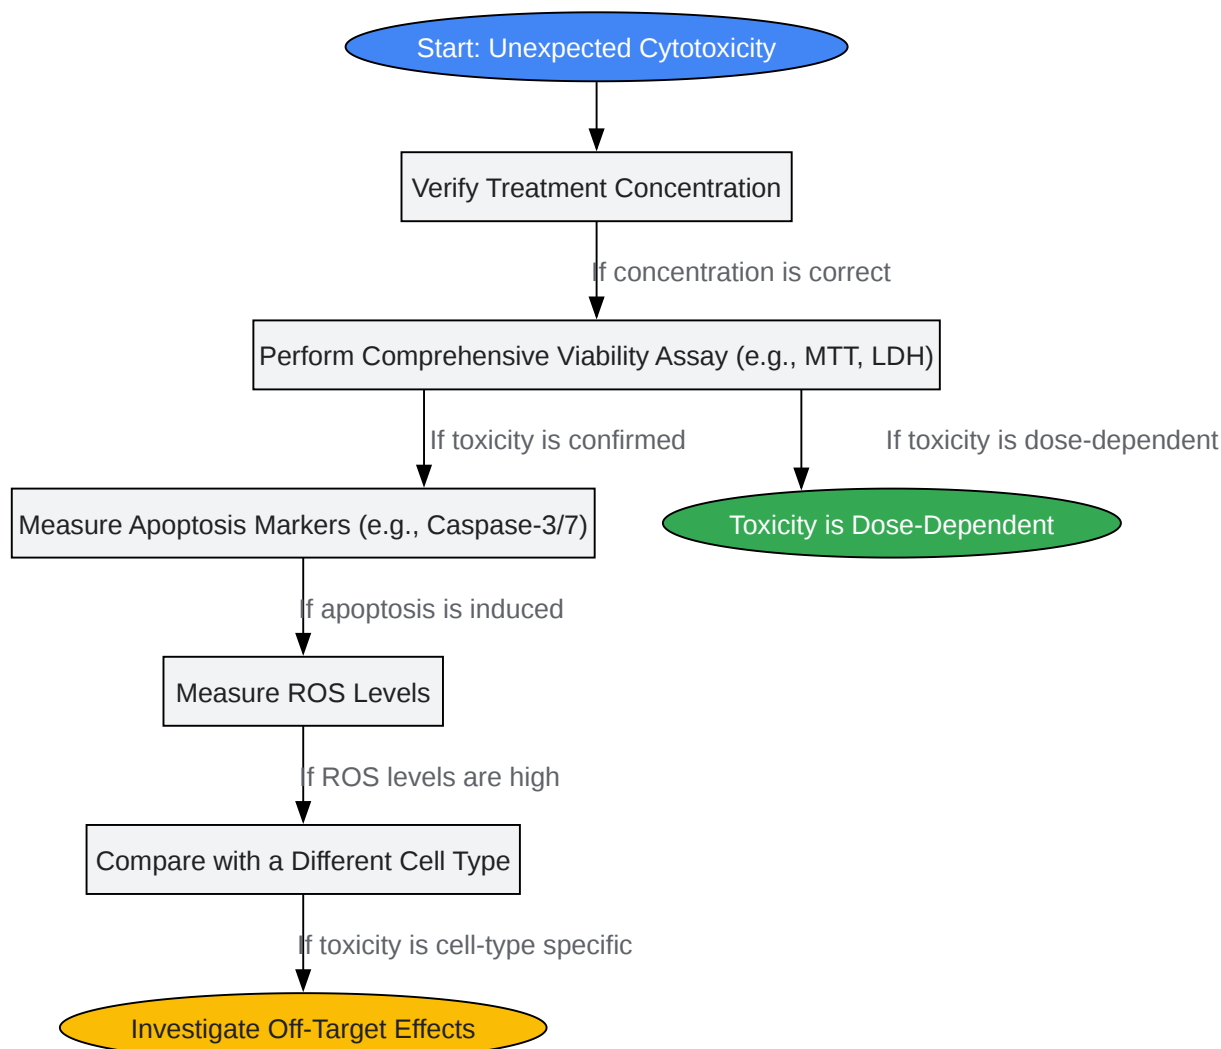 Start: Unexpected Cytotoxicity
Verify Treatment Concentration
If concentration is correct
Perform Comprehensive Viability Assay (e.g., MTT, LDH)
If toxicity is confirmed
If toxicity is dose-dependent
Measure Apoptosis Markers (e.g., Caspase-3/7)
Toxicity is Dose-Dependent
If apoptosis is induced
Measure ROS Levels
If ROS levels are high
Compare with a Different Cell Type
If toxicity is cell-type specific
Investigate Off-Target Effects